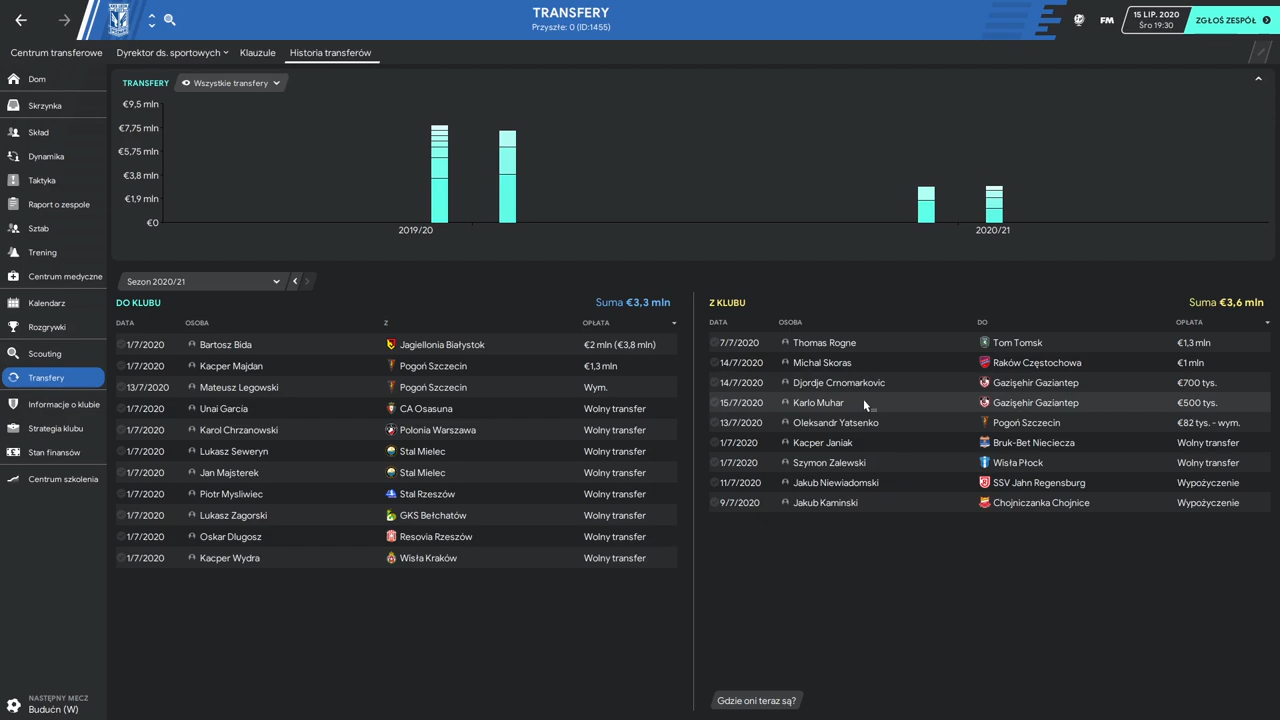 TRANSFERY
Przyszłe: 0 (ID:1455)
FM
15 LIP. 2020
Śro 19:30
ZGŁOŚ ZESPÓŁ
Centrum transferowe
Dyrektor ds. sportowych
Klauzule
Historia transferów
Dom
Skrzynka
Skład
Dynamika
Taktyka
Raport o zespole
Sztab
Trening
Centrum medyczne
Kalendarz
Rozgrywki
Scouting
Transfery
Informacje o klubie
Strategia klubu
Stan finansów
Centrum szkolenia
NASTĘPNY MECZ
Budućn (W)
TRANSFERY
Wszystkie transfery
€9,5 mln
€7,75 mln
€5,75 mln
€3,8 mln
€1,9 mln
€0
2019/20
2020/21
Sezon 2020/21
DO KLUBU
Suma €3,3 mln
DATA OSOBA Z OPŁATA
1/7/2020 Bartosz Bida Jagiellonia Białystok €2 mln (€3,8 mln)
1/7/2020 Kacper Majdan Pogoń Szczecin €1,3 mln
13/7/2020 Mateusz Legowski Pogoń Szczecin Wym.
1/7/2020 Unai García CA Osasuna Wolny transfer
1/7/2020 Karol Chrzanowski Polonia Warszawa Wolny transfer
1/7/2020 Lukasz Seweryn Stal Mielec Wolny transfer
1/7/2020 Jan Majsterek Stal Mielec Wolny transfer
1/7/2020 Piotr Mysliwiec Stal Rzeszów Wolny transfer
1/7/2020 Lukasz Zagorski GKS Bełchatów Wolny transfer
1/7/2020 Oskar Dlugosz Resovia Rzeszów Wolny transfer
1/7/2020 Kacper Wydra Wisła Kraków Wolny transfer
Z KLUBU
Suma €3,6 mln
DATA OSOBA DO OPŁATA
7/7/2020 Thomas Rogne Tom Tomsk €1,3 mln
14/7/2020 Michal Skoras Raków Częstochowa €1 mln
14/7/2020 Djordje Crnomarkovic Gazişehir Gaziantep €700 tys.
15/7/2020 Karlo Muhar Gazişehir Gaziantep €500 tys.
13/7/2020 Oleksandr Yatsenko Pogoń Szczecin €82 tys. - wym.
1/7/2020 Kacper Janiak Bruk-Bet Nieciecza Wolny transfer
1/7/2020 Szymon Zalewski Wisła Płock Wolny transfer
11/7/2020 Jakub Niewiadomski SSV Jahn Regensburg Wypożyczenie
9/7/2020 Jakub Kaminski Chojniczanka Chojnice Wypożyczenie
Gdzie oni teraz są?